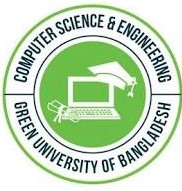 COMPUTER SCIENCE & ENGINEERING
GREEN UNIVERSITY OF BANGLADESH